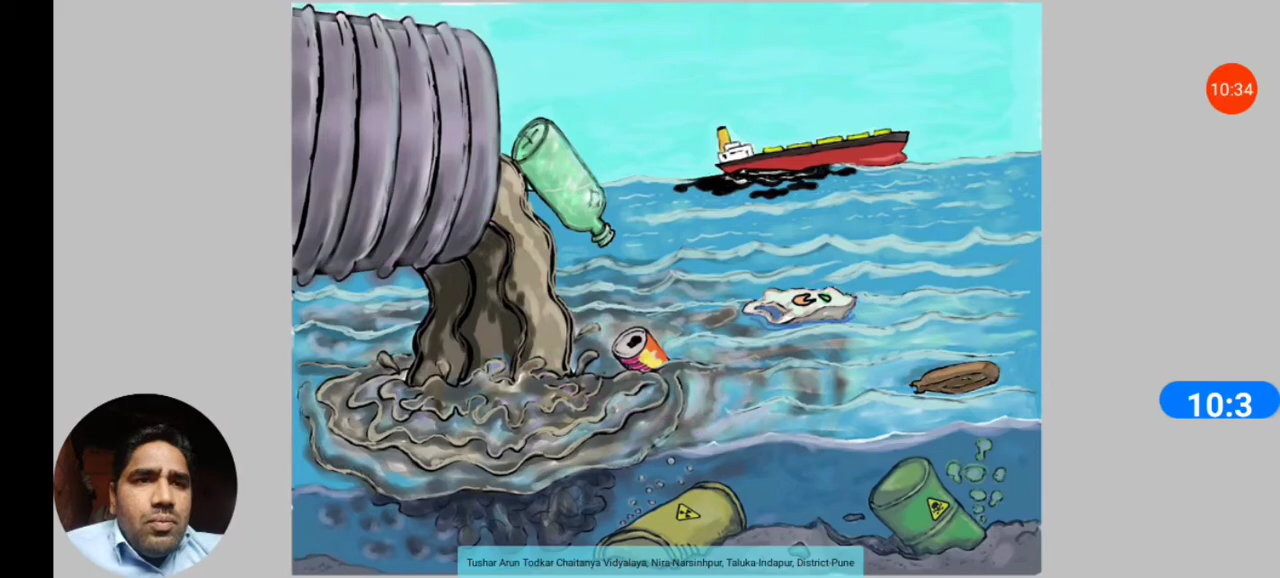 10:34
10:3
Tushar Arun Todkar Chaitanya Vidyalaya, Nira-Narsinhpur, Taluka-Indapur, District-Pune